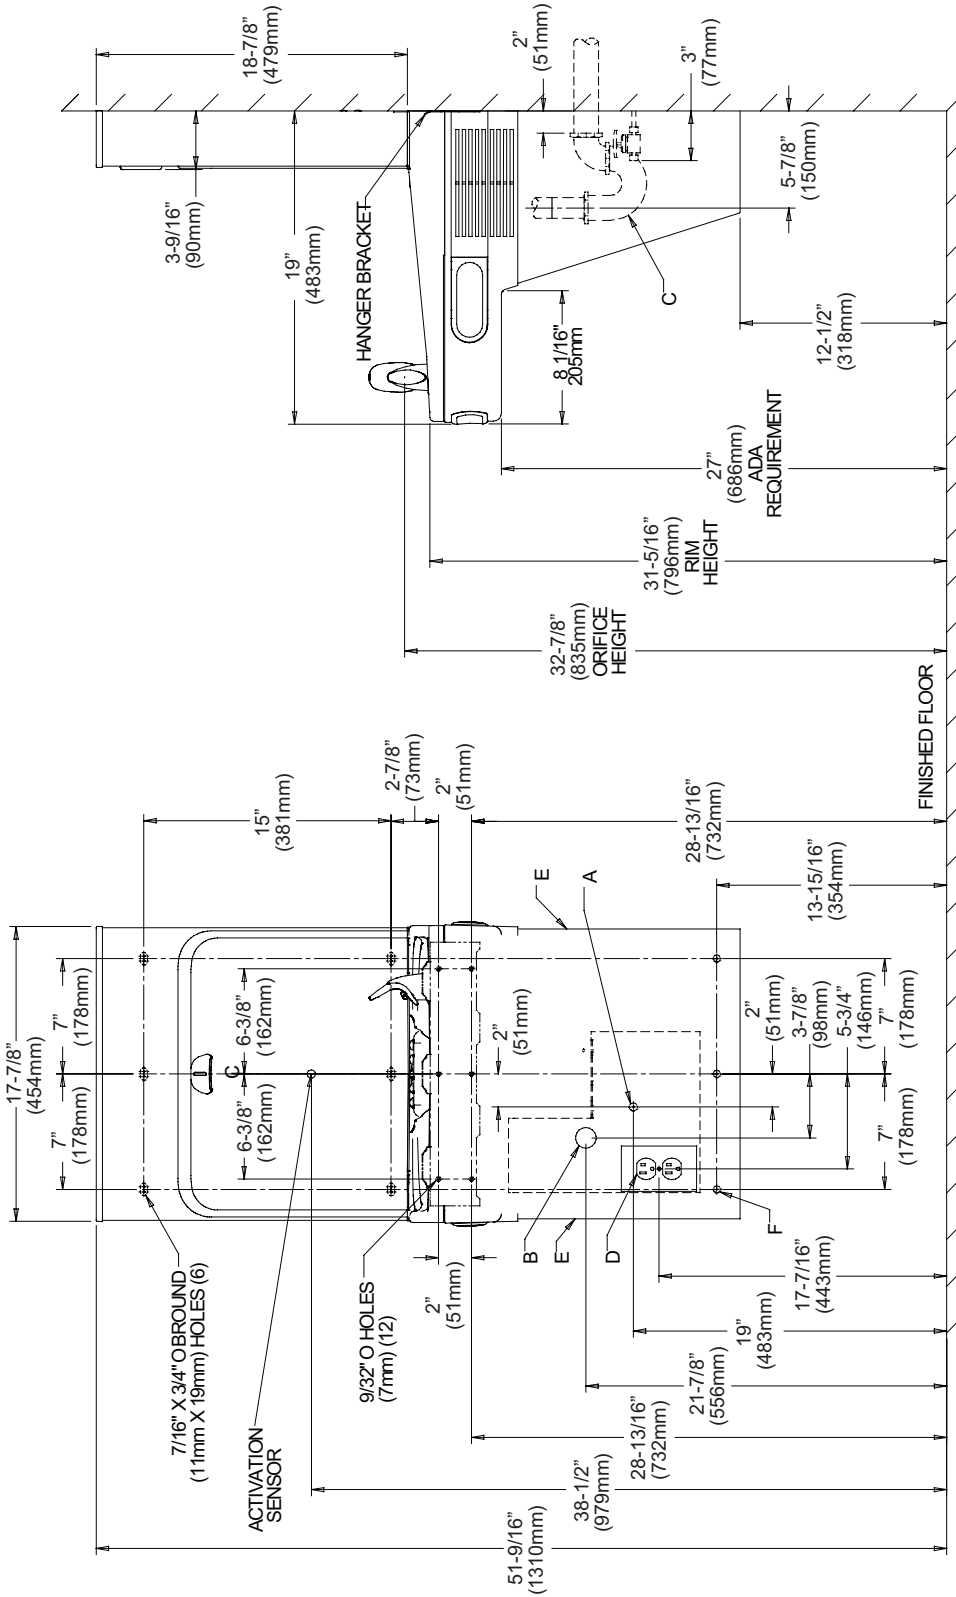 51-9/16”
(1310mm)
38-1/2”
(979mm)
28-13/16”
(732mm)
21-7/8”
(556mm)
19”
(483mm)
17-7/16”
(443mm)
ACTIVATION
SENSOR
7/16" X 3/4" OBROUND
(11mm X 19mm) HOLES (6)
9/32" O HOLES
(7mm) (12)
2”
(51mm)
17-7/8”
(454mm)
7”
(178mm)
7”
(178mm)
6-3/8”
(162mm)
6-3/8”
(162mm)
C
B
E
D
F
2”
(51mm)
A
E
7”
(178mm)
7”
(178mm)
5-3/4”
(146mm)
3-7/8”
(98mm)
2”
(51mm)
15”
(381mm)
2-7/8”
(73mm)
2”
(51mm)
28-13/16”
(732mm)
13-15/16”
(354mm)
FINISHED FLOOR
32-7/8”
(835mm)
ORIFICE
HEIGHT
31-5/16”
(796mm)
RIM
HEIGHT
27”
(686mm)
ADA
REQUIREMENT
8 1/16"
205mm
12-1/2”
(318mm)
HANGER BRACKET
C
19”
(483mm)
3-9/16”
(90mm)
18-7/8”
(479mm)
2”
(51mm)
3”
(77mm)
5-7/8”
(150mm)